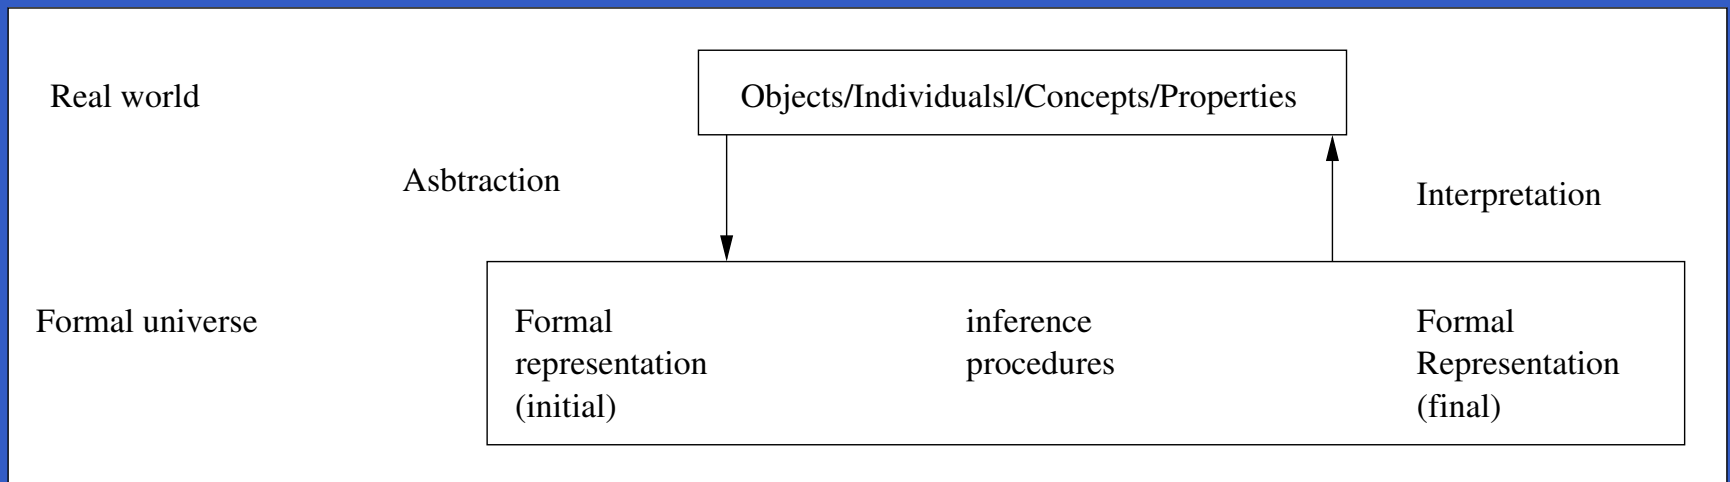 Real world
Objects/Individualsl/Concepts/Properties
Asbtraction
Interpretation
Formal universe
Formal
representation
(initial)
inference
procedures
Formal
Representation
(final)